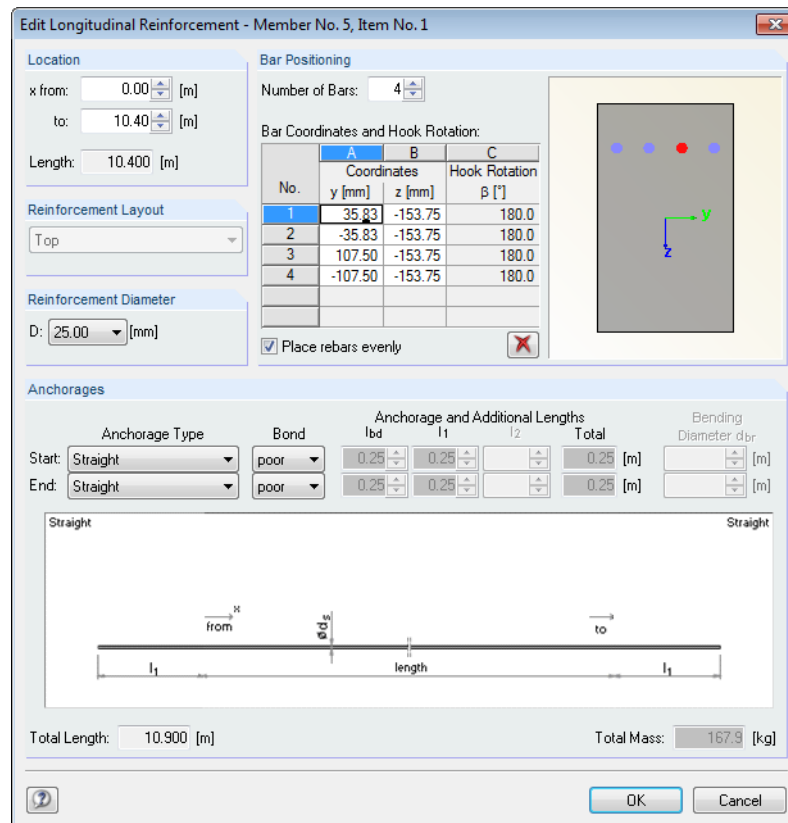 Edit Longitudinal Reinforcement - Member No. 5, Item No. 1
Location
x from: 0.00 [m]
to: 10.40 [m]
Length: 10.400 [m]
Reinforcement Layout
Top
Reinforcement Diameter
D: 25.00 [mm]
Bar Positioning
Number of Bars: 4
Bar Coordinates and Hook Rotation:
A B C
Coordinates Hook Rotation
No. y [mm] z [mm] β [°]
1 35.83 -153.75 180.0
2 -35.83 -153.75 180.0
3 107.50 -153.75 180.0
4 -107.50 -153.75 180.0
Place rebars evenly
y
z
Anchorages
Anchorage and Additional Lengths Bending
Anchorage Type Bond lbd l1 l2 Total Diameter dbr
Start: Straight poor 0.25 0.25 0.25 [m] [m]
End: Straight poor 0.25 0.25 0.25 [m] [m]
Straight Straight
x
from øds to
l1 length l1
Total Length: 10.900 [m] Total Mass: 167.9 [kg]
OK Cancel